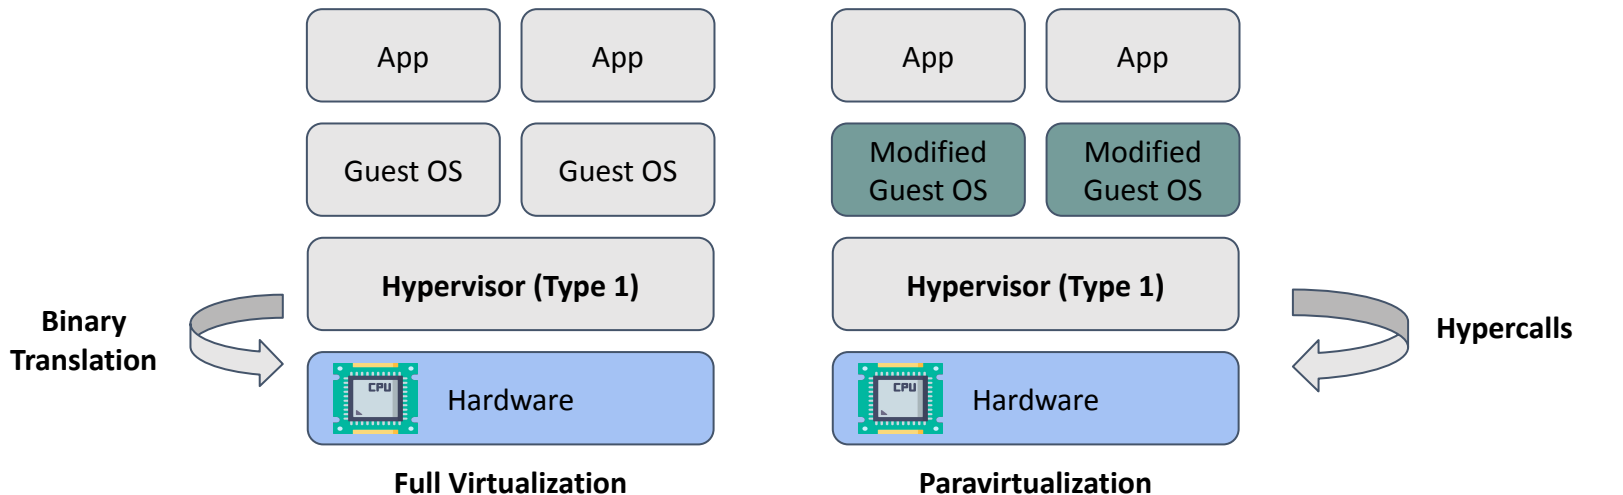 App
App
App
App
Guest OS
Guest OS
Modified
Guest OS
Modified
Guest OS
Hypervisor (Type 1)
Hypervisor (Type 1)
Binary
Translation
Hypercalls
CPU
Hardware
CPU
Hardware
Full Virtualization
Paravirtualization